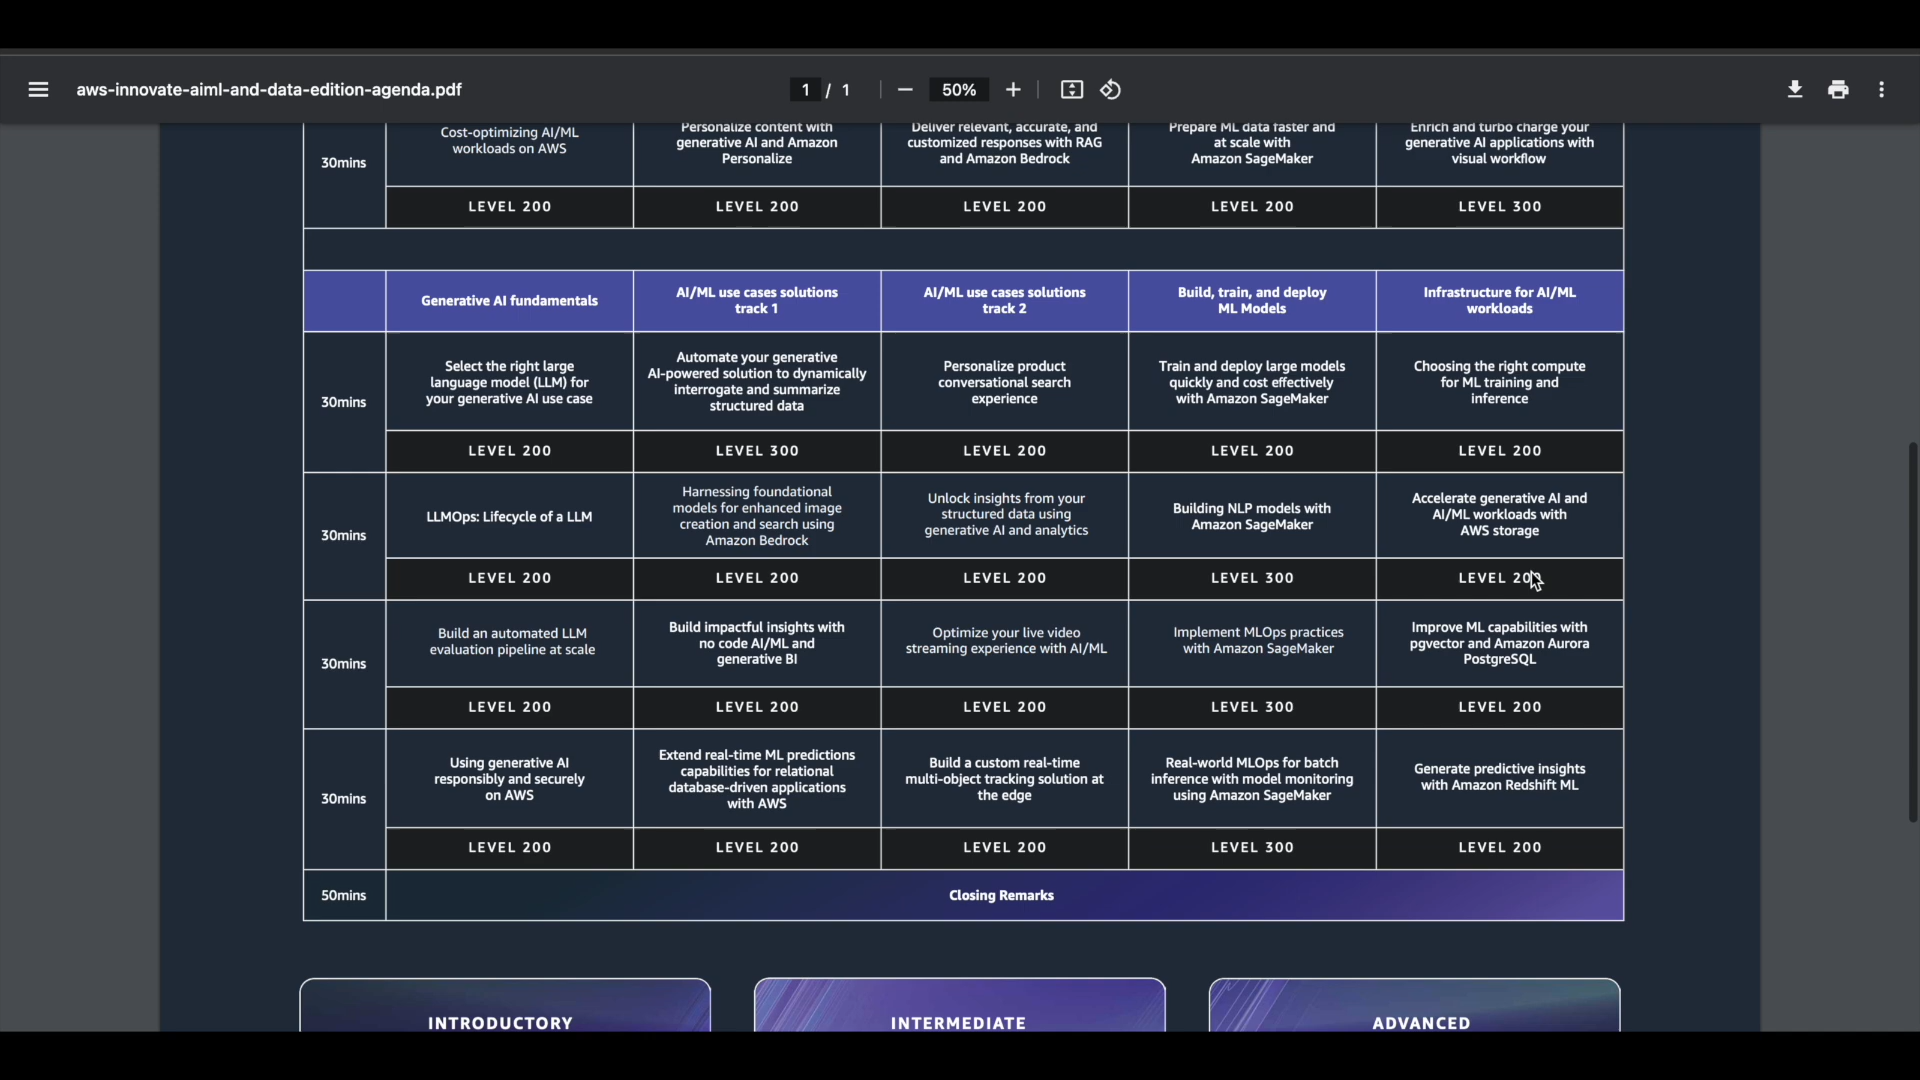 aws-innovate-aiml-and-data-edition-agenda.pdf
1 / 1
50%
30mins
Cost-optimizing AI/ML
workloads on AWS
Personalize content with
generative AI and Amazon
Personalize
Deliver relevant, accurate, and
customized responses with RAG
and Amazon Bedrock
Prepare ML data faster and
at scale with
Amazon SageMaker
Enrich and turbo charge your
generative AI applications with
visual workflow
LEVEL 200
LEVEL 200
LEVEL 200
LEVEL 200
LEVEL 300
Generative AI fundamentals
AI/ML use cases solutions
track 1
AI/ML use cases solutions
track 2
Build, train, and deploy
ML Models
Infrastructure for AI/ML
workloads
30mins
Select the right large
language model (LLM) for
your generative AI use case
Automate your generative
AI-powered solution to dynamically
interrogate and summarize
structured data
Personalize product
conversational search
experience
Train and deploy large models
quickly and cost effectively
with Amazon SageMaker
Choosing the right compute
for ML training and
inference
LEVEL 200
LEVEL 300
LEVEL 200
LEVEL 200
LEVEL 200
30mins
LLMOps: Lifecycle of a LLM
Harnessing foundational
models for enhanced image
creation and search using
Amazon Bedrock
Unlock insights from your
structured data using
generative AI and analytics
Building NLP models with
Amazon SageMaker
Accelerate generative AI and
AI/ML workloads with
AWS storage
LEVEL 200
LEVEL 200
LEVEL 200
LEVEL 300
LEVEL 200
30mins
Build an automated LLM
evaluation pipeline at scale
Build impactful insights with
no code AI/ML and
generative BI
Optimize your live video
streaming experience with AI/ML
Implement MLOps practices
with Amazon SageMaker
Improve ML capabilities with
pgvector and Amazon Aurora
PostgreSQL
LEVEL 200
LEVEL 200
LEVEL 200
LEVEL 300
LEVEL 200
30mins
Using generative AI
responsibly and securely
on AWS
Extend real-time ML predictions
capabilities for relational
database-driven applications
with AWS
Build a custom real-time
multi-object tracking solution at
the edge
Real-world MLOps for batch
inference with model monitoring
using Amazon SageMaker
Generate predictive insights
with Amazon Redshift ML
LEVEL 200
LEVEL 200
LEVEL 200
LEVEL 300
LEVEL 200
50mins
Closing Remarks
INTRODUCTORY
INTERMEDIATE
ADVANCED